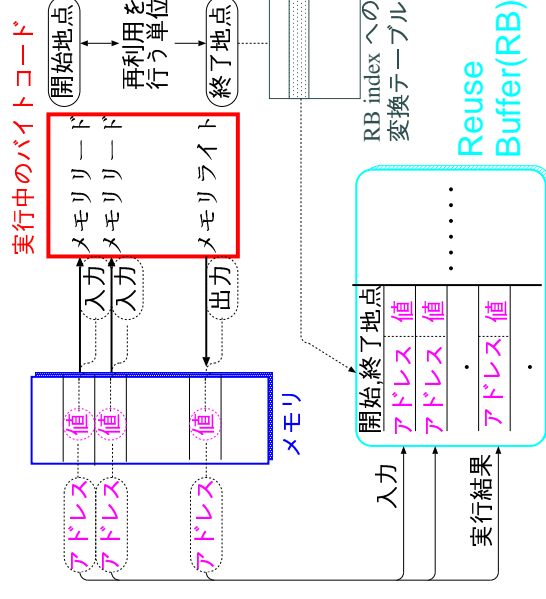 実行中のバイトコード
開始地点
再利用を
行う単位
終了地点
メモリリード
メモリリード
メモリライト
入力
入力
出力
値
値
値
メモリ
アドレス
アドレス
アドレス
RB index への
変換テーブル
Reuse
Buffer(RB)
開始,終了地点
アドレス 値
アドレス 値
アドレス 値
入力
実行結果